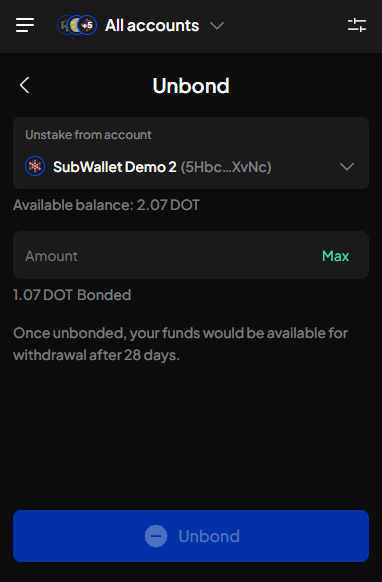 +5 All accounts
Unbond
Unstake from account
SubWallet Demo 2 (5Hbc...XvNc)
Available balance: 2.07 DOT
Amount Max
1.07 DOT Bonded
Once unbonded, your funds would be available for
withdrawal after 28 days.
Unbond